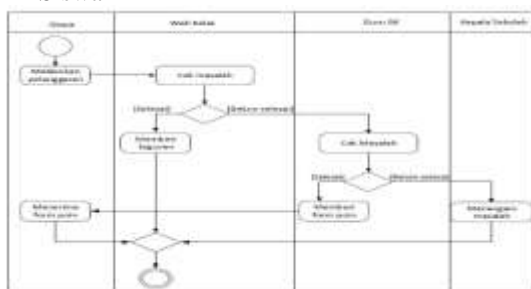 Siswa
Wali Kelas
Guru BK
Kepala Sekolah
Melakukan
pelanggaran
Cek masalah
[Selesai]
[Belum selesai]
Memberi
teguran
Cek Masalah
[Selesai]
[Belum selesai]
Menerima
form poin
Memberi
form poin
Menangani
masalah